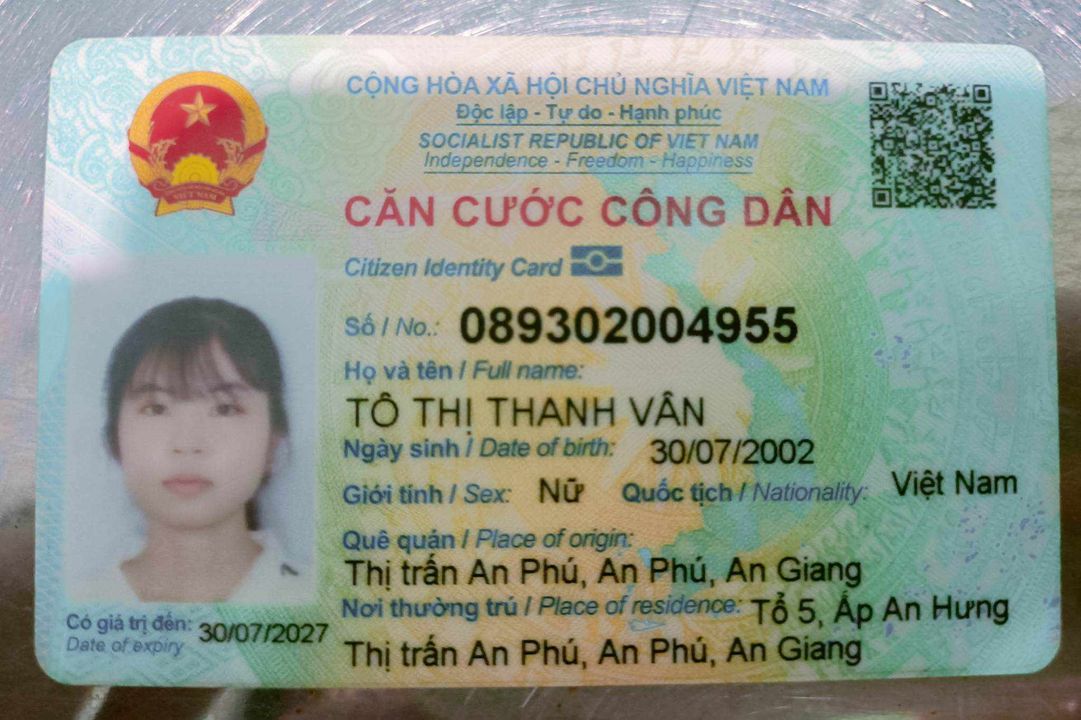 CỘNG HÒA XÃ HỘI CHỦ NGHĨA VIỆT NAM
Độc lập - Tự do - Hạnh phúc
SOCIALIST REPUBLIC OF VIET NAM
Independence - Freedom - Happiness
CĂN CƯỚC CÔNG DÂN
Citizen Identity Card
Số / No.: 089302004955
Họ và tên / Full name:
TÔ THỊ THANH VÂN
Ngày sinh / Date of birth: 30/07/2002
Giới tính / Sex: Nữ Quốc tịch / Nationality: Việt Nam
Quê quán / Place of origin:
Thị trấn An Phú, An Phú, An Giang
Nơi thường trú / Place of residence: Tổ 5, Ấp An Hưng
Thị trấn An Phú, An Phú, An Giang
Có giá trị đến: 30/07/2027
Date of expiry
VIỆT NAM